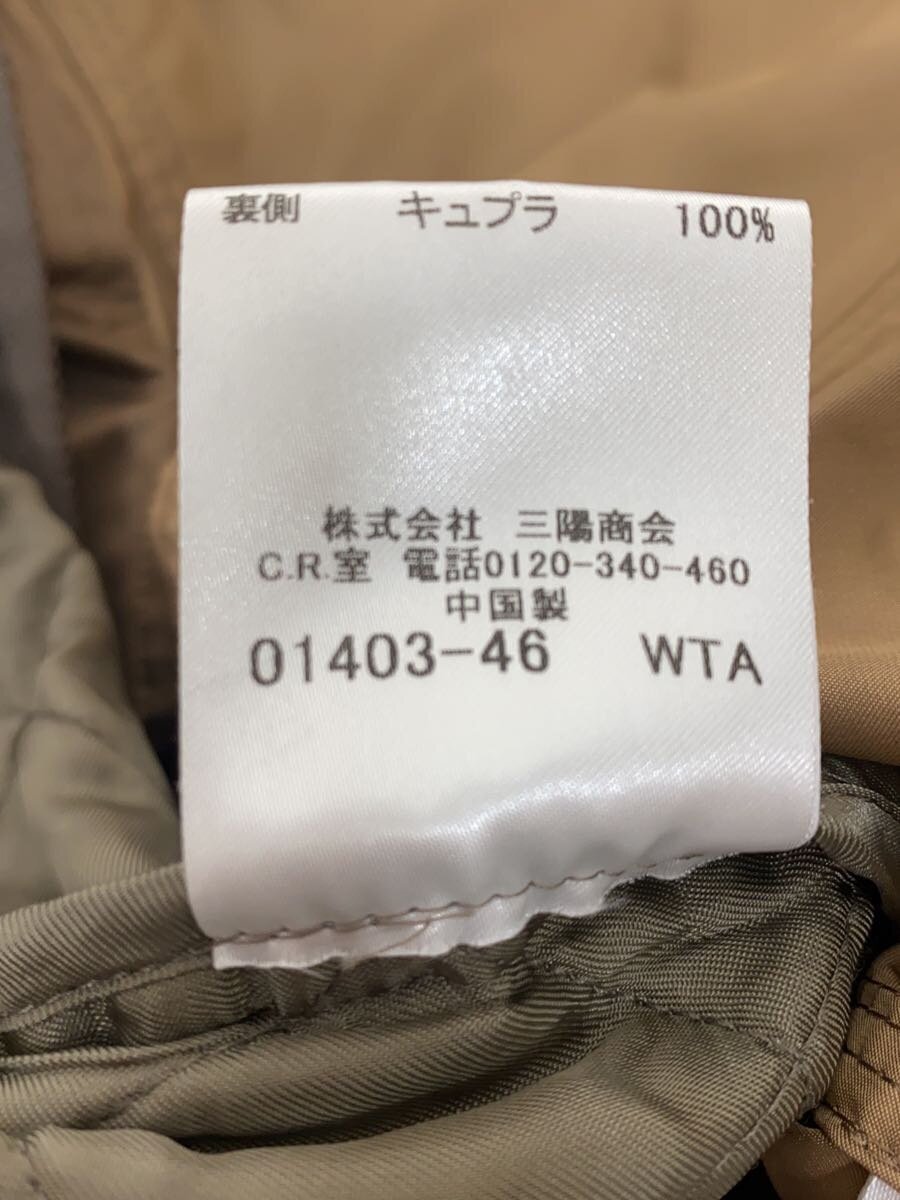 裏側 キュプラ 100%
株式会社 三陽商会
C.R.室 電話0120-340-460
中国製
01403-46 WTA